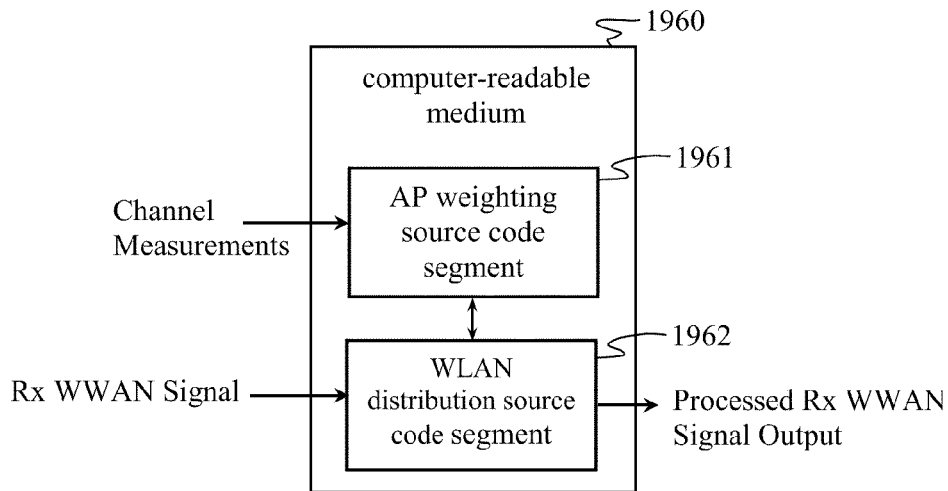 1960
computer-readable
medium
1961
AP weighting
source code
segment
Channel
Measurements
1962
WLAN
distribution source
code segment
Rx WWAN Signal
Processed Rx WWAN
Signal Output